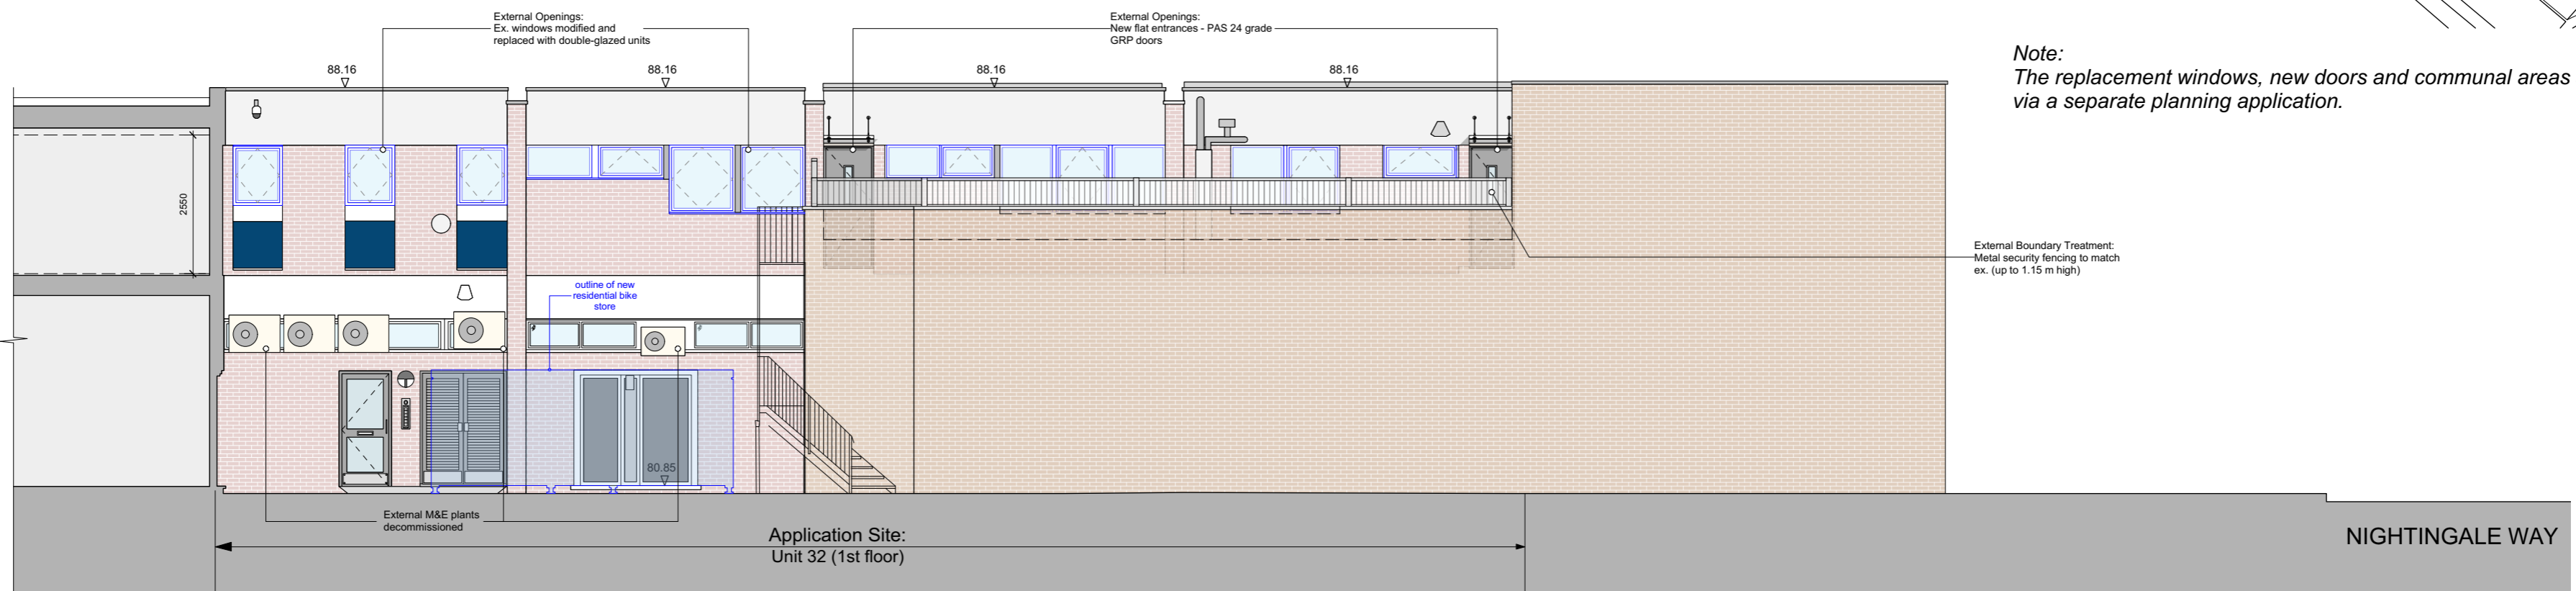 External Openings:
Ex. windows modified and
replaced with double-glazed units
External Openings:
New flat entrances - PAS 24 grade
GRP doors
Note:
The replacement windows, new doors and communal areas
via a separate planning application.
88.16
88.16
88.16
88.16
2550
External Boundary Treatment:
Metal security fencing to match
ex. (up to 1.15 m high)
outline of new
residential bike
store
80.85
External M&E plants
decommissioned
Application Site:
Unit 32 (1st floor)
NIGHTINGALE WAY